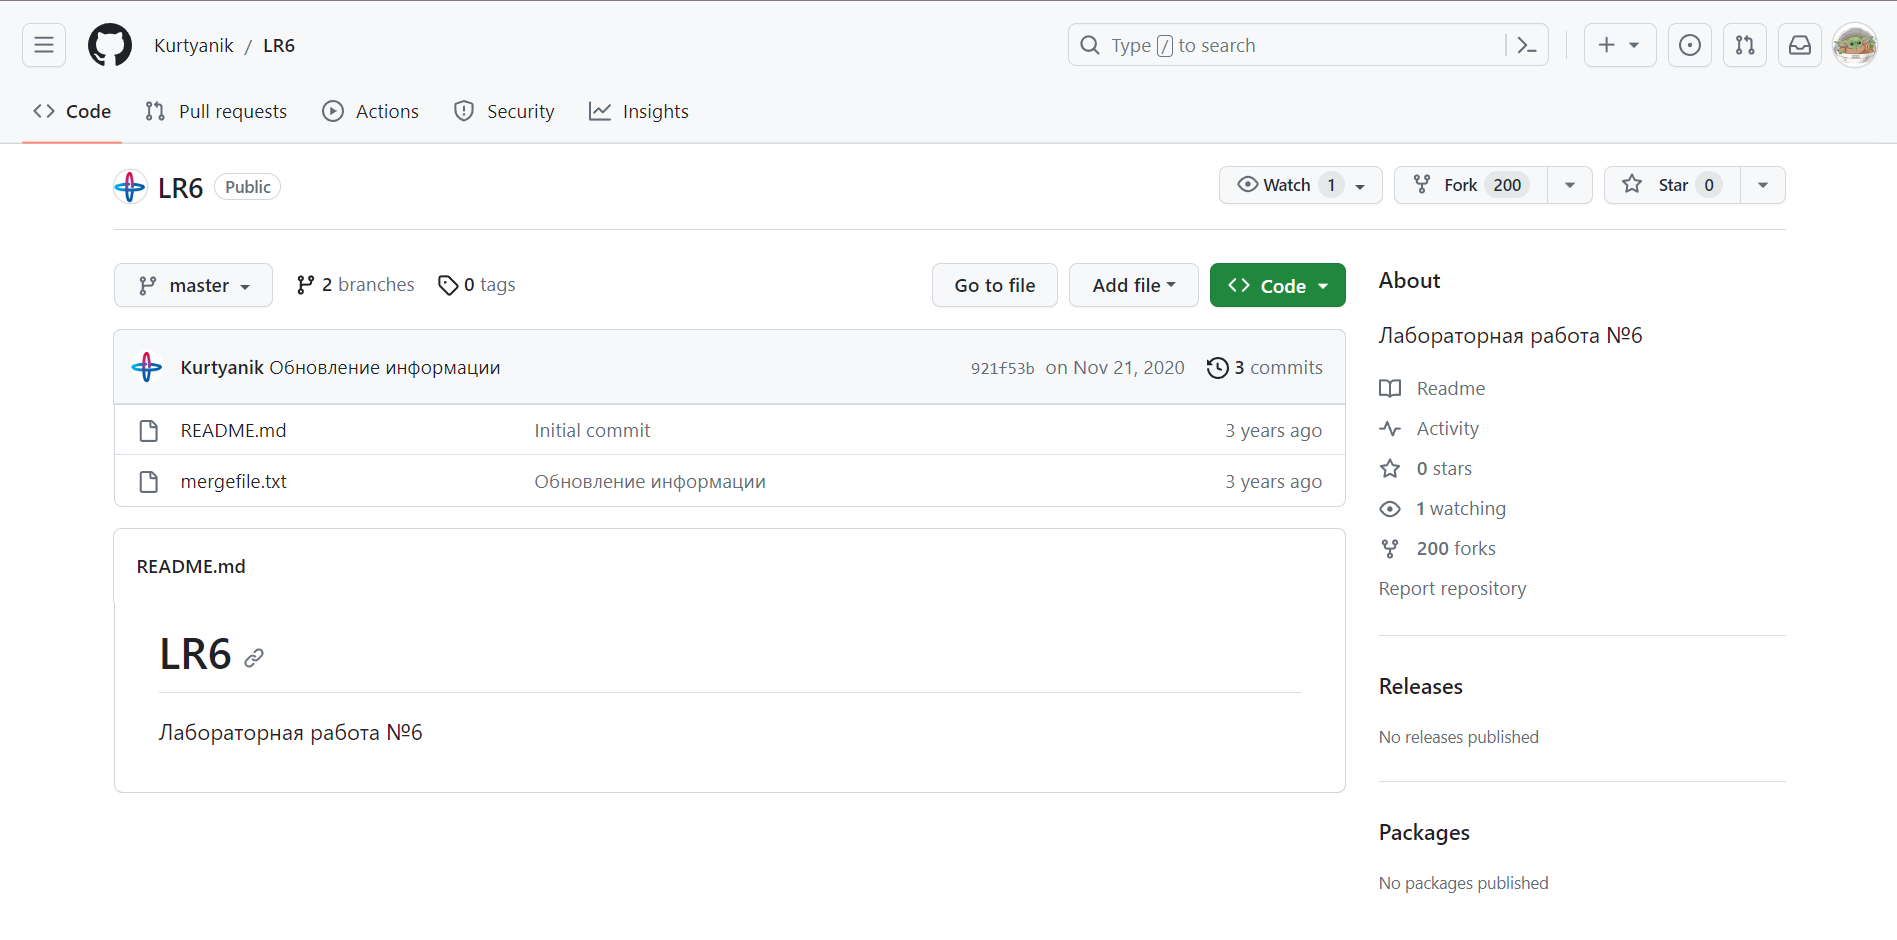 Kurtyanik / LR6
Type / to search
Code Pull requests Actions Security Insights
LR6 Public
Watch 1 Fork 200 Star 0
master 2 branches 0 tags Go to file Add file Code
Kurtyanik Обновление информации 921f53b on Nov 21, 2020 3 commits
README.md Initial commit 3 years ago
mergefile.txt Обновление информации 3 years ago
README.md
LR6
Лабораторная работа №6
About
Лабораторная работа №6
Readme
Activity
0 stars
1 watching
200 forks
Report repository
Releases
No releases published
Packages
No packages published